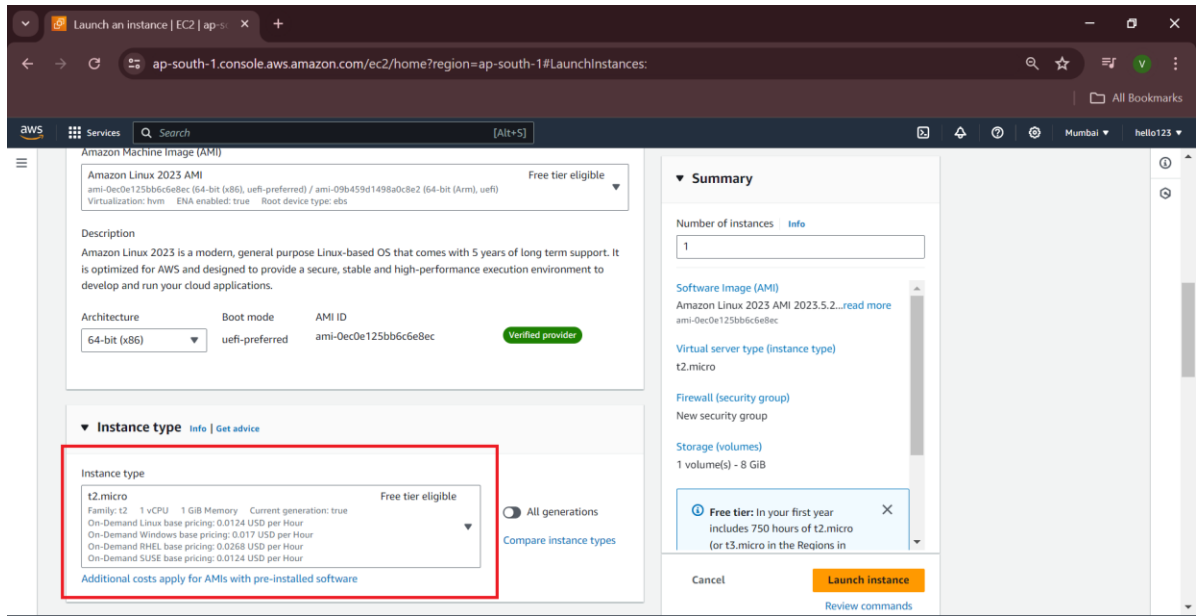 Launch an instance | EC2 | ap-s
ap-south-1.console.aws.amazon.com/ec2/home?region=ap-south-1#LaunchInstances:
V
All Bookmarks
aws
Services
Search
[Alt+S]
Mumbai
hello123
Amazon Machine Image (AMI)
Amazon Linux 2023 AMI
Free tier eligible
ami-0ec0e125bb6c6e8ec (64-bit (x86), uefi-preferred) / ami-09b459d1498a0c8e2 (64-bit (Arm), uefi)
Virtualization: hvm ENA enabled: true Root device type: ebs
Description
Amazon Linux 2023 is a modern, general purpose Linux-based OS that comes with 5 years of long term support. It
is optimized for AWS and designed to provide a secure, stable and high-performance execution environment to
develop and run your cloud applications.
Architecture
Boot mode
AMI ID
64-bit (x86)
uefi-preferred
ami-0ec0e125bb6c6e8ec
Verified provider
Instance type Info | Get advice
Instance type
t2.micro
Free tier eligible
Family: t2 1 vCPU 1 GiB Memory Current generation: true
On-Demand Linux base pricing: 0.0124 USD per Hour
On-Demand Windows base pricing: 0.017 USD per Hour
On-Demand RHEL base pricing: 0.0268 USD per Hour
On-Demand SUSE base pricing: 0.0124 USD per Hour
All generations
Compare instance types
Additional costs apply for AMIs with pre-installed software
Summary
Number of instances Info
1
Software Image (AMI)
Amazon Linux 2023 AMI 2023.5.2...read more
ami-0ec0e125bb6c6e8ec
Virtual server type (instance type)
t2.micro
Firewall (security group)
New security group
Storage (volumes)
1 volume(s) - 8 GiB
Free tier: In your first year
includes 750 hours of t2.micro
(or t3.micro in the Regions in
Cancel
Launch instance
Review commands